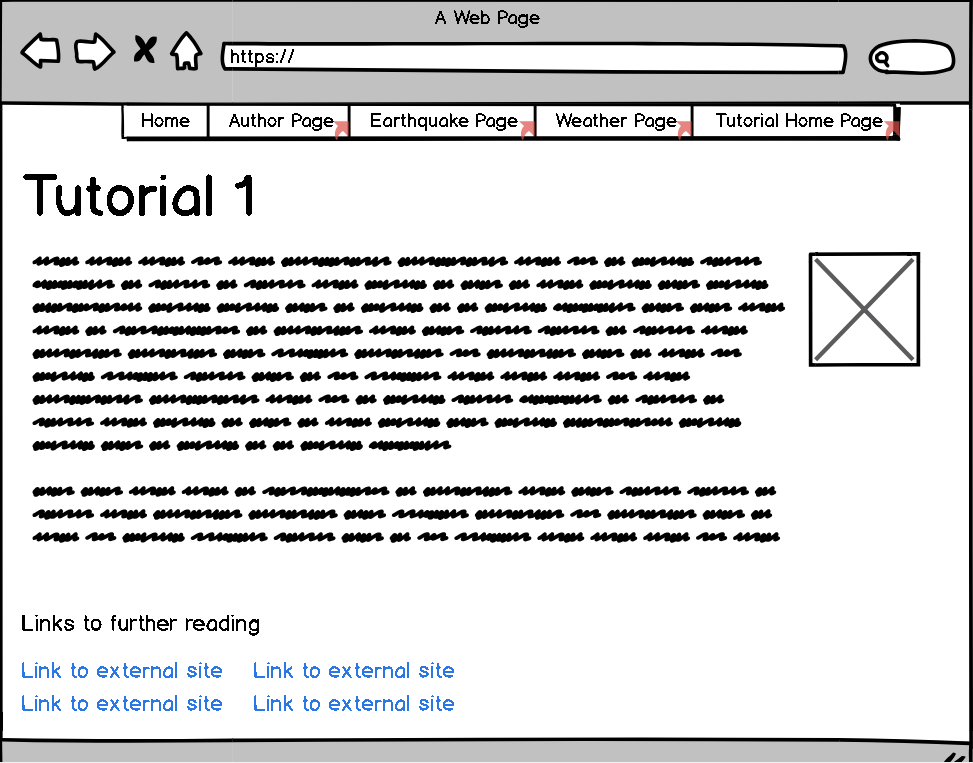 A Web Page
https://
Home Author Page Earthquake Page Weather Page Tutorial Home Page
Tutorial 1
Links to further reading
Link to external site Link to external site
Link to external site Link to external site